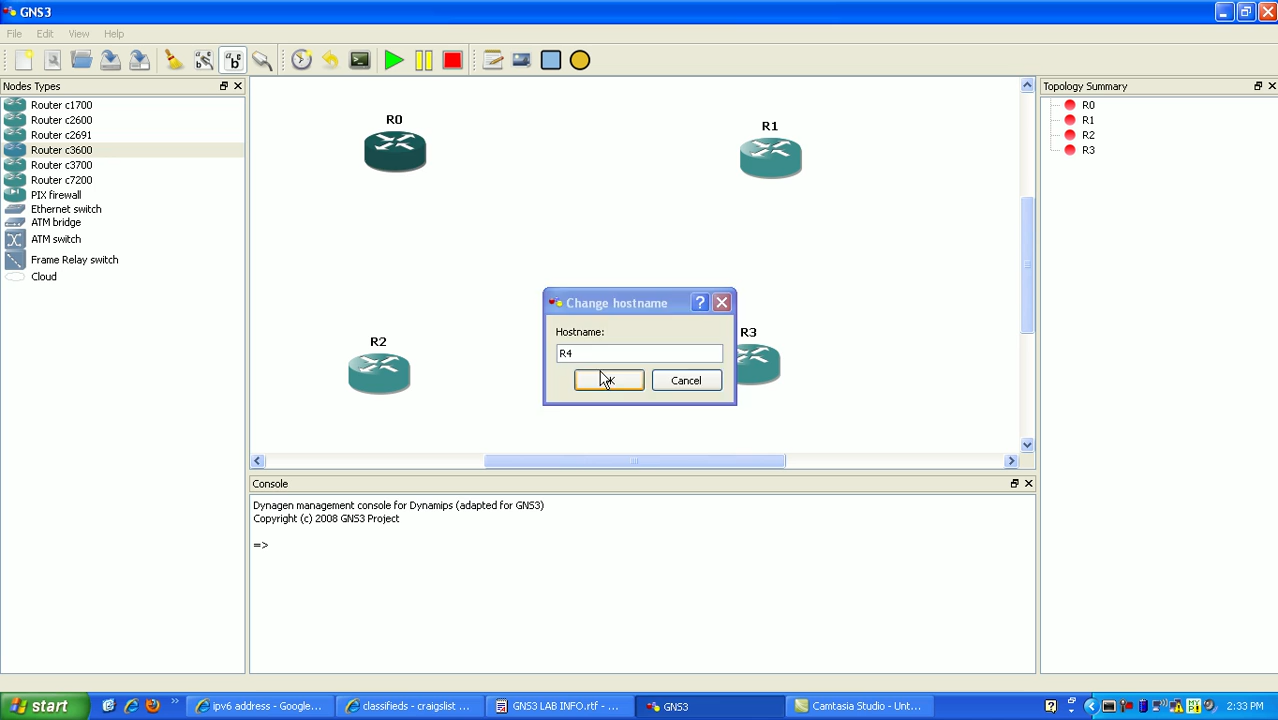 GNS3
File Edit View Help
Nodes Types
Router c1700
Router c2600
Router c2691
Router c3600
Router c3700
Router c7200
PIX firewall
Ethernet switch
ATM bridge
ATM switch
Frame Relay switch
Cloud
R0
R1
R2
R3
Change hostname
Hostname:
R4
Cancel
Topology Summary
R0
R1
R2
R3
Console
Dynagen management console for Dynamips (adapted for GNS3)
Copyright (c) 2008 GNS3 Project
=>
start
ipv6 address - Google...
classifieds - craigslist ...
GNS3 LAB INFO.rtf - ...
GNS3
Camtasia Studio - Unt...
2:33 PM